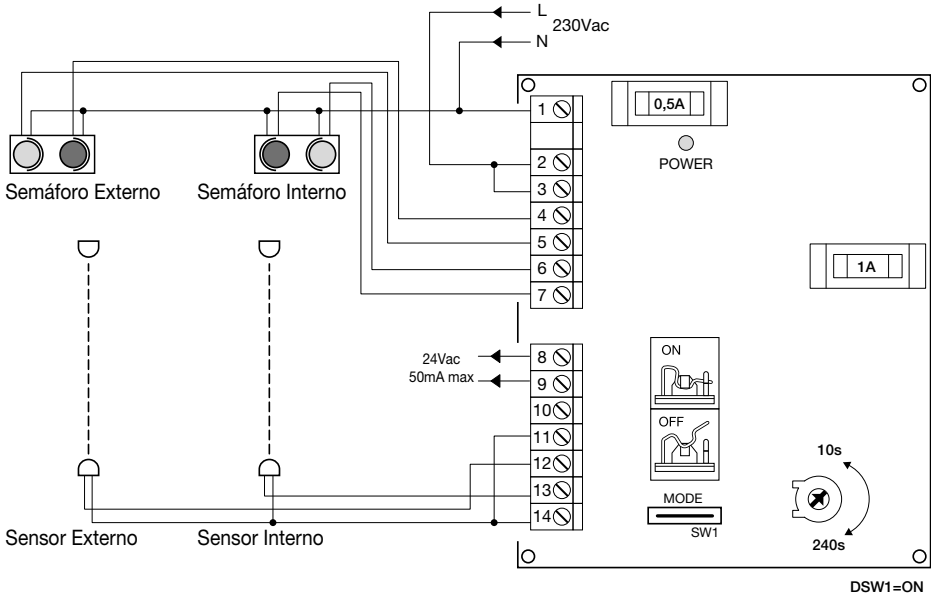 L
230Vac
N
0,5A
POWER
1
2
3
4
5
6
7
Semáforo Externo
Semáforo Interno
1A
24Vac
50mA max
8
9
10
11
12
13
14
ON
OFF
MODE
SW1
10s
240s
Sensor Externo
Sensor Interno
DSW1=ON